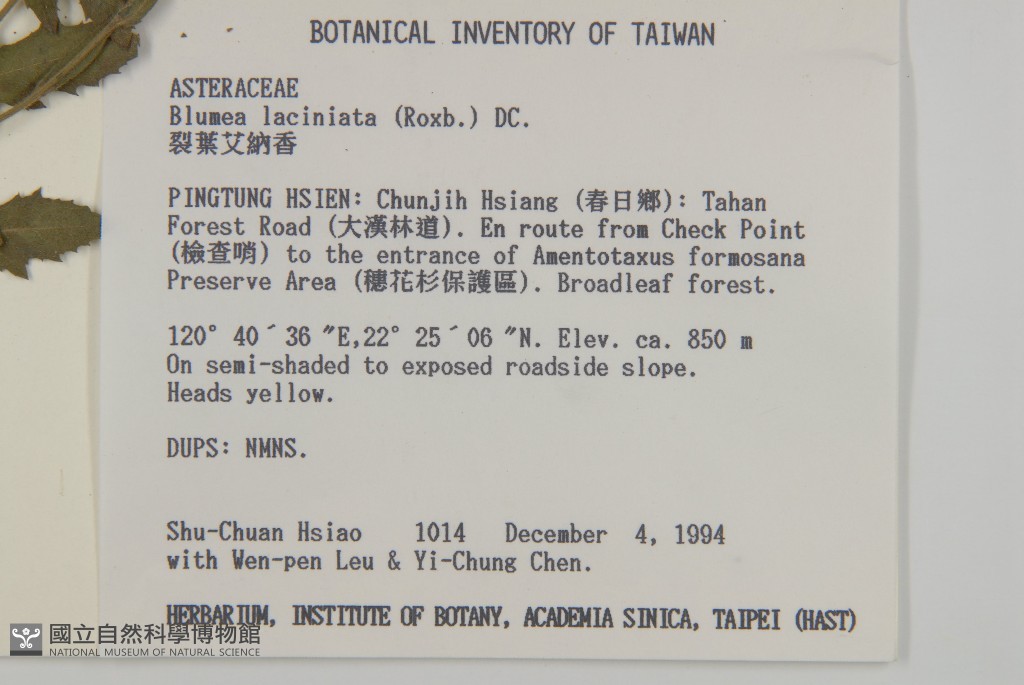 BOTANICAL INVENTORY OF TAIWAN
ASTERACEAE
Blumea laciniata (Roxb.) DC.
裂葉艾納香
PINGTUNG HSIEN: Chunjih Hsiang (春日鄉): Tahan
Forest Road (大漢林道). En route from Check Point
(檢查哨) to the entrance of Amentotaxus formosana
Preserve Area (穗花杉保護區). Broadleaf forest.
120° 40´36 ″E,22° 25´06 ″N. Elev. ca. 850 m
On semi-shaded to exposed roadside slope.
Heads yellow.
DUPS: NMNS.
Shu-Chuan Hsiao 1014 December 4, 1994
with Wen-pen Leu & Yi-Chung Chen.
HERBARIUM, INSTITUTE OF BOTANY, ACADEMIA SINICA, TAIPEI (HAST)
國立自然科學博物館
NATIONAL MUSEUM OF NATURAL SCIENCE